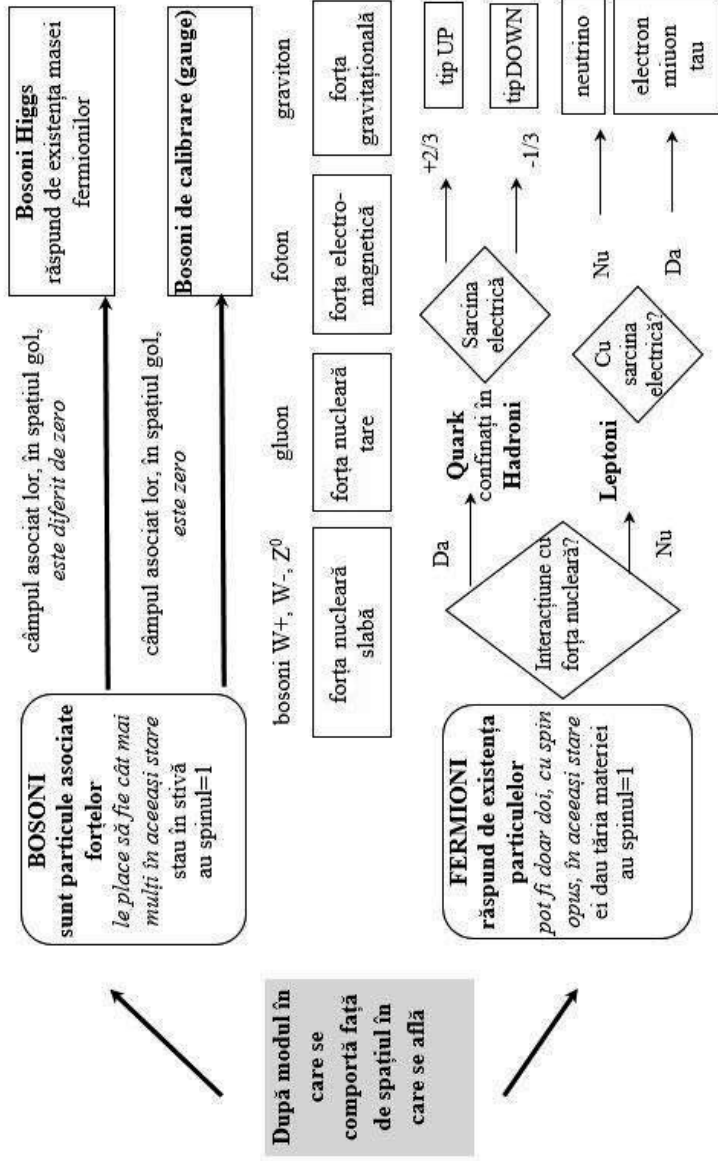 După modul în
care se
comportă față
de spațiul în
care se află
BOSONI
sunt particule asociate
forțelor
le place să fie cât mai
mulți în aceeași stare
stau în stivă
au spinul=1
câmpul asociat lor, în spațiul gol,
este diferit de zero
Bosoni Higgs
răspund de existența masei
fermionilor
câmpul asociat lor, în spațiul gol,
este zero
Bosoni de calibrare (gauge)
bosoni W+, W-, Z⁰
gluon
foton
graviton
forța nucleară
slabă
forța nucleară
tare
forța electro-
magnetică
forța
gravitațională
FERMIONI
răspund de existența
particulelor
pot fi doar doi, cu spin
opus, în aceeași stare
ei dau tăria materiei
au spinul=1
Interacțiune cu
forța nucleară?
Da
Quark
confinați în
Hadroni
Sarcina
electrică
+2/3
tip UP
-1/3
tipDOWN
Nu
Leptoni
Cu
sarcina
electrică?
Nu
neutrino
Da
electron
miuon
tau